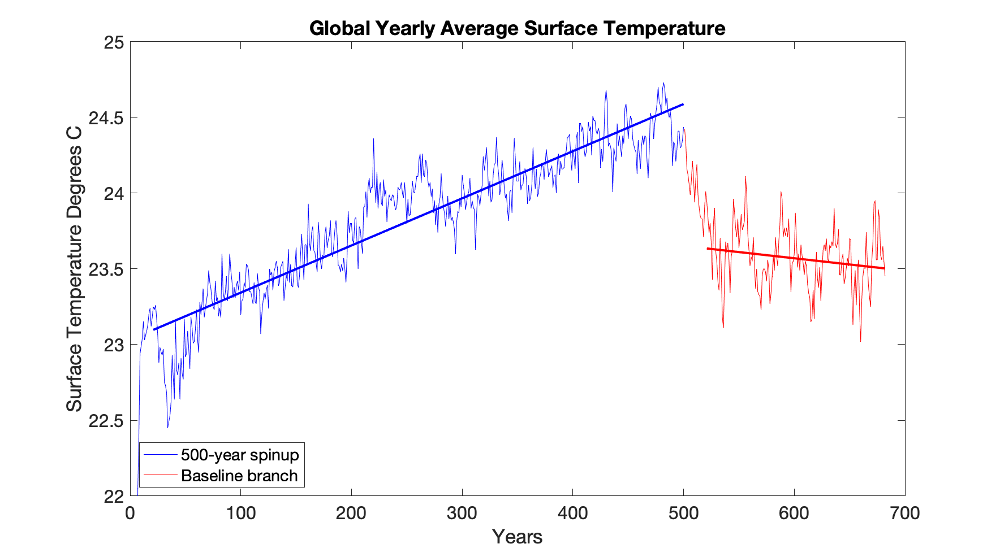 Global Yearly Average Surface Temperature
25
24.5
24
23.5
23
22.5
22
Surface Temperature Degrees C
500-year spinup
Baseline branch
0 100 200 300 400 500 600 700
Years